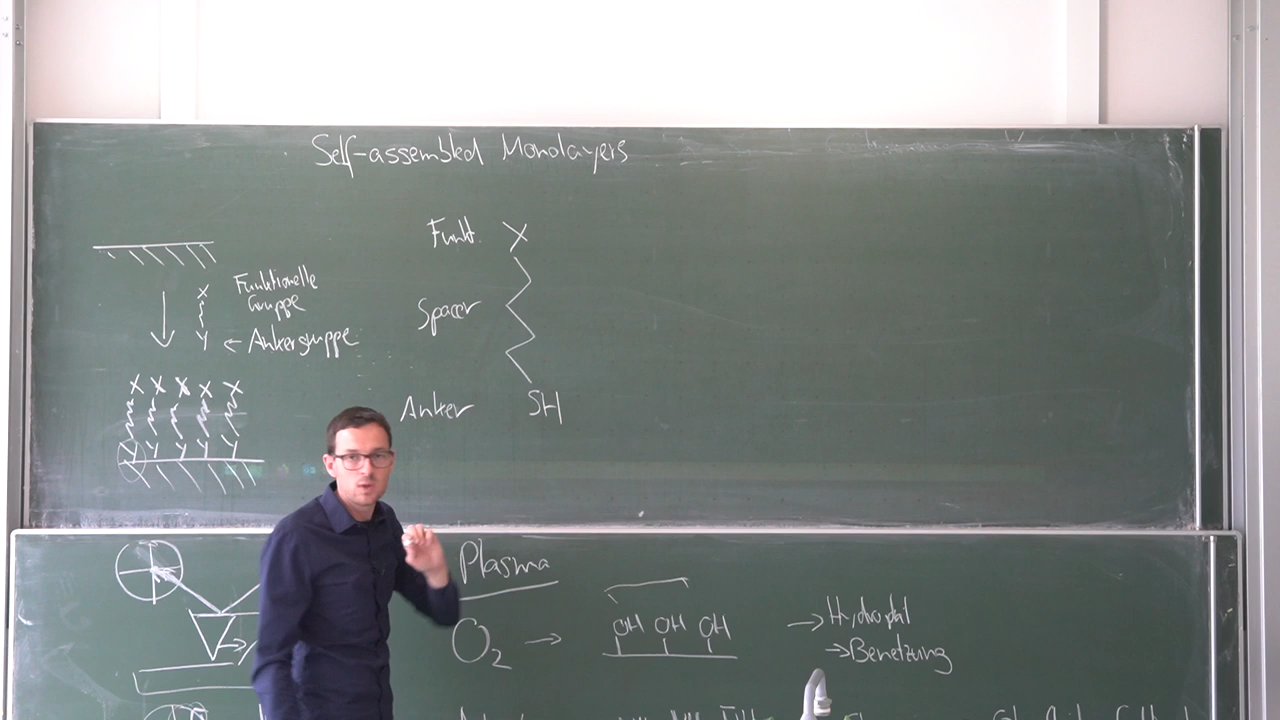 Self-assembled Monolayers
Funkt. X
X Funktionelle
Gruppe
Y ← Ankergruppe
Spacer
X X X X X
Anker SH
Y Y Y Y Y
Plasma
O2 → OH OH OH → Hydrophil
→ Benetzung